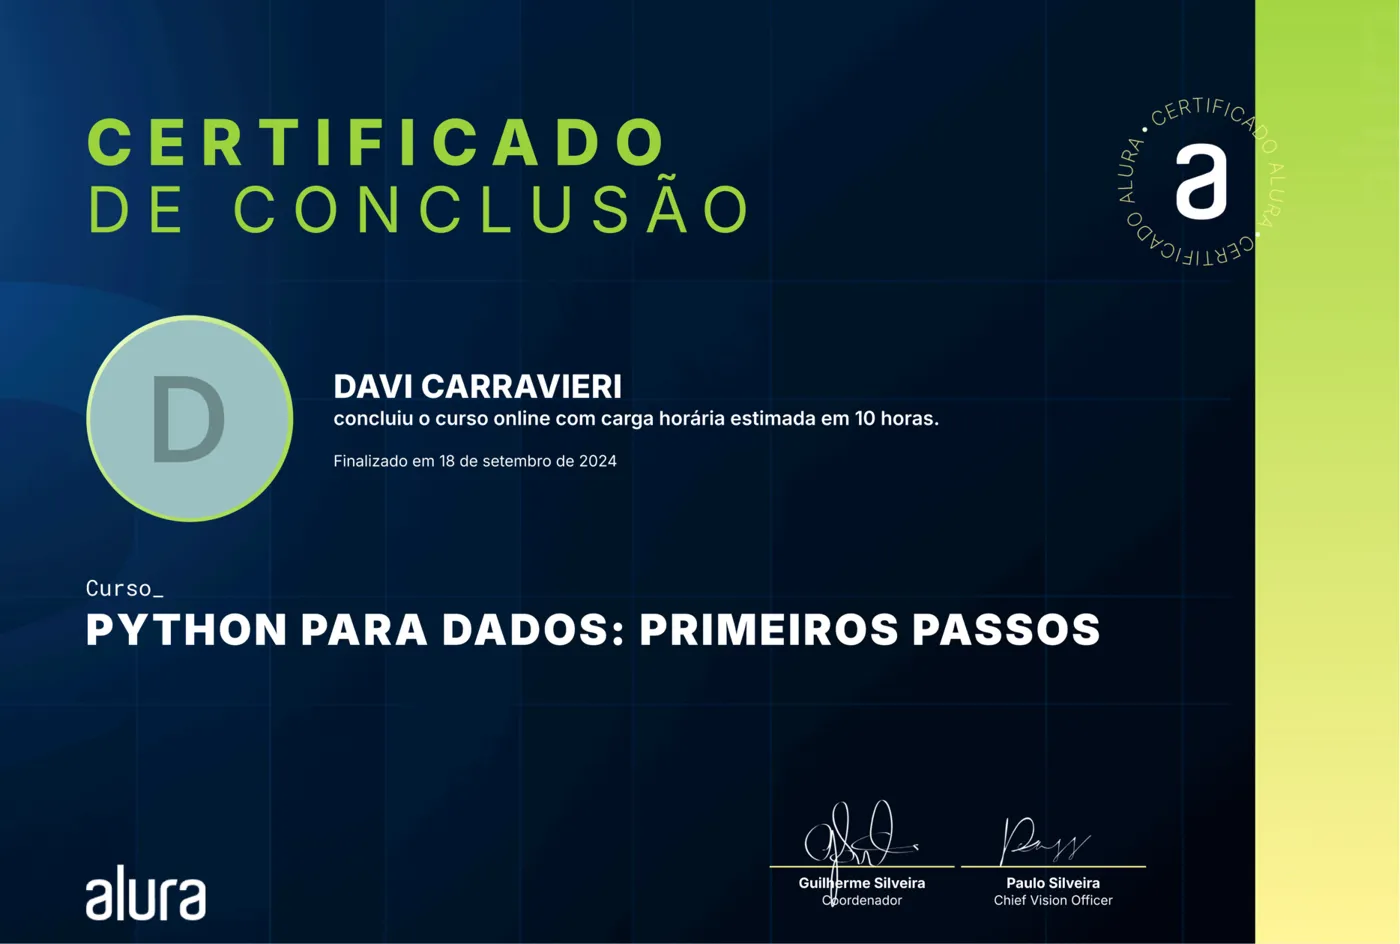 CERTIFICADO
DE CONCLUSÃO
CERTIFICADO ALURA • CERTIFICADO ALURA •
a
D
DAVI CARRAVIERI
concluiu o curso online com carga horária estimada em 10 horas.
Finalizado em 18 de setembro de 2024
Curso_
PYTHON PARA DADOS: PRIMEIROS PASSOS
Guilherme Silveira
Coordenador
Paulo Silveira
Chief Vision Officer
alura